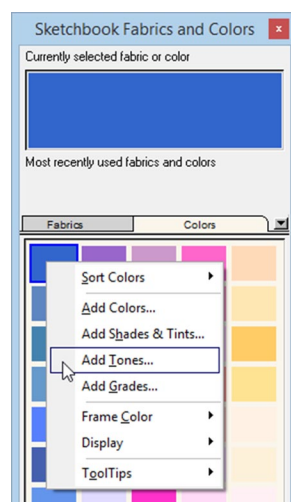 Sketchbook Fabrics and Colors x
Currently selected fabric or color
Most recently used fabrics and colors
Fabrics Colors
Sort Colors
Add Colors...
Add Shades & Tints...
Add Tones...
Add Grades...
Frame Color
Display
ToolTips